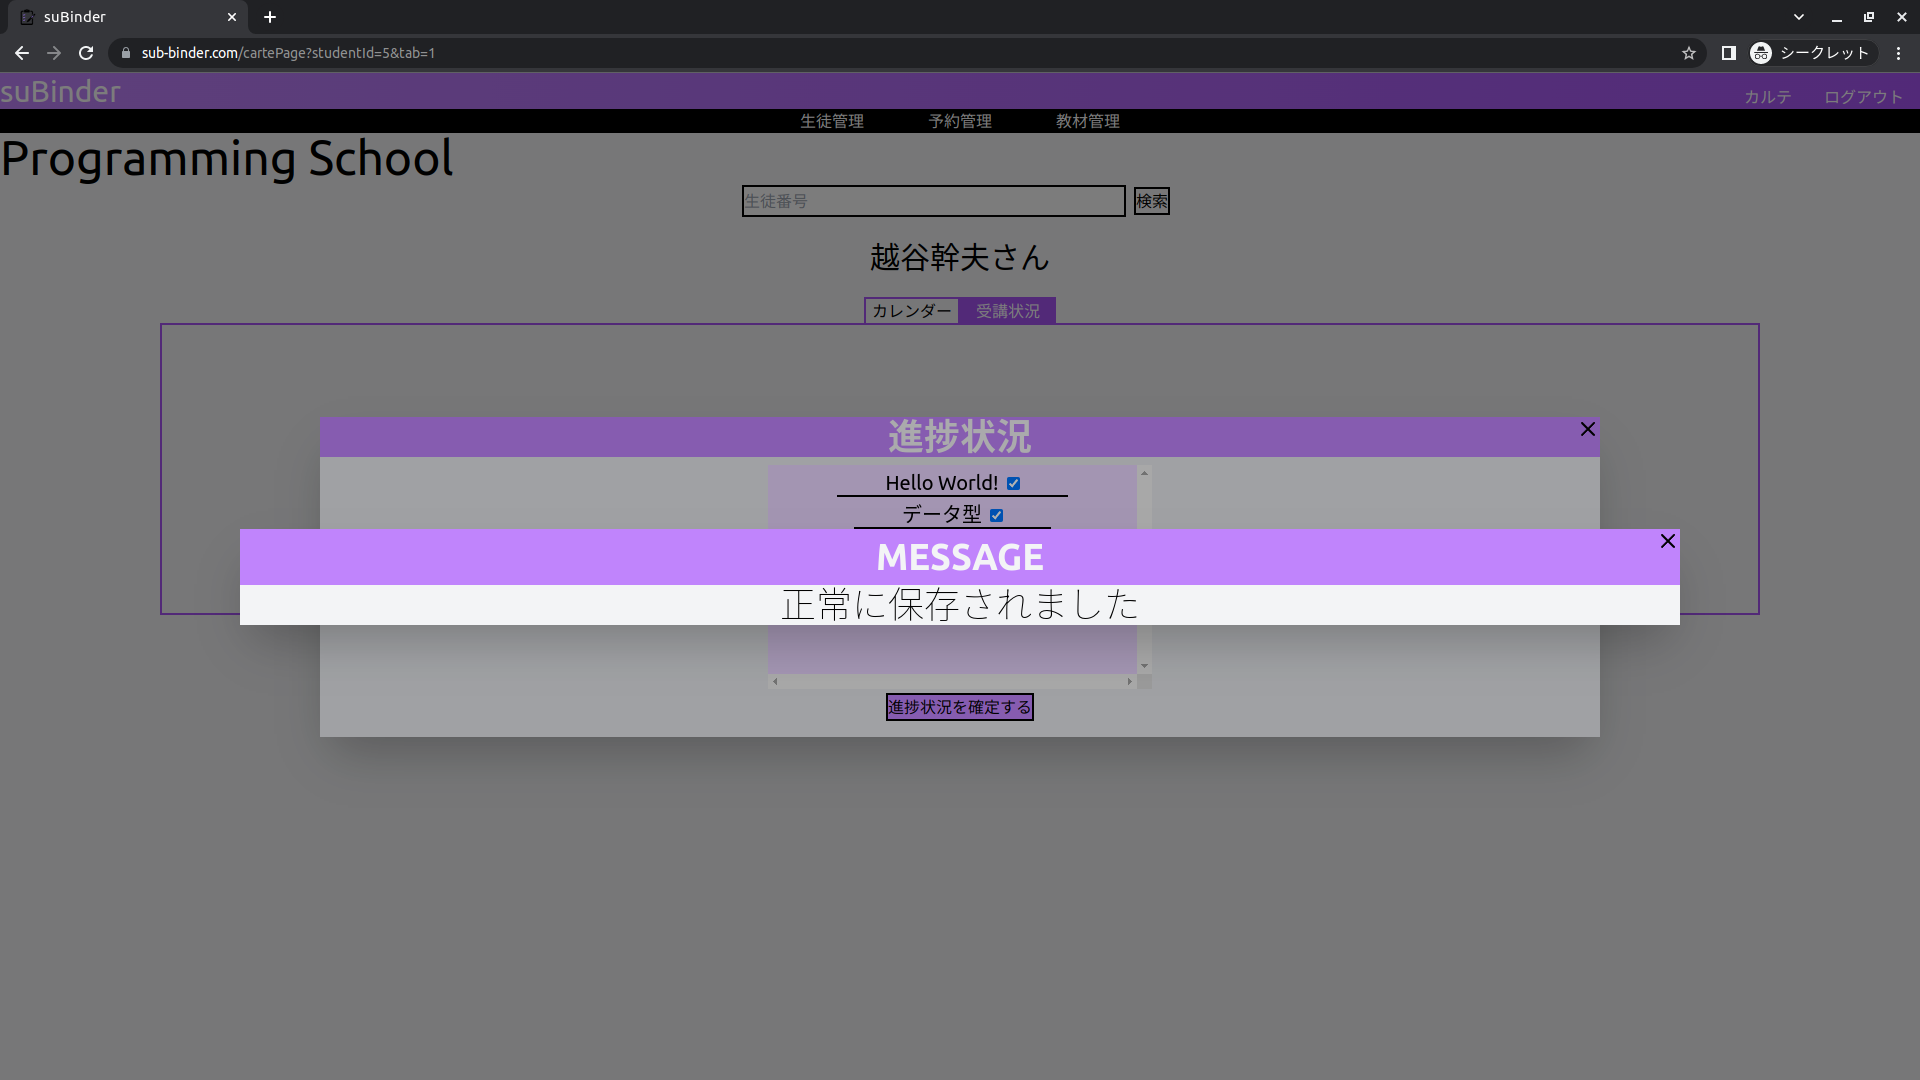 suBinder
sub-binder.com/cartePage?studentId=5&tab=1
シークレット
suBinder
カルテ ログアウト
生徒管理 予約管理 教材管理
Programming School
生徒番号 検索
越谷幹夫さん
カレンダー 受講状況
進捗状況
Hello World!
データ型
MESSAGE
正常に保存されました
進捗状況を確定する